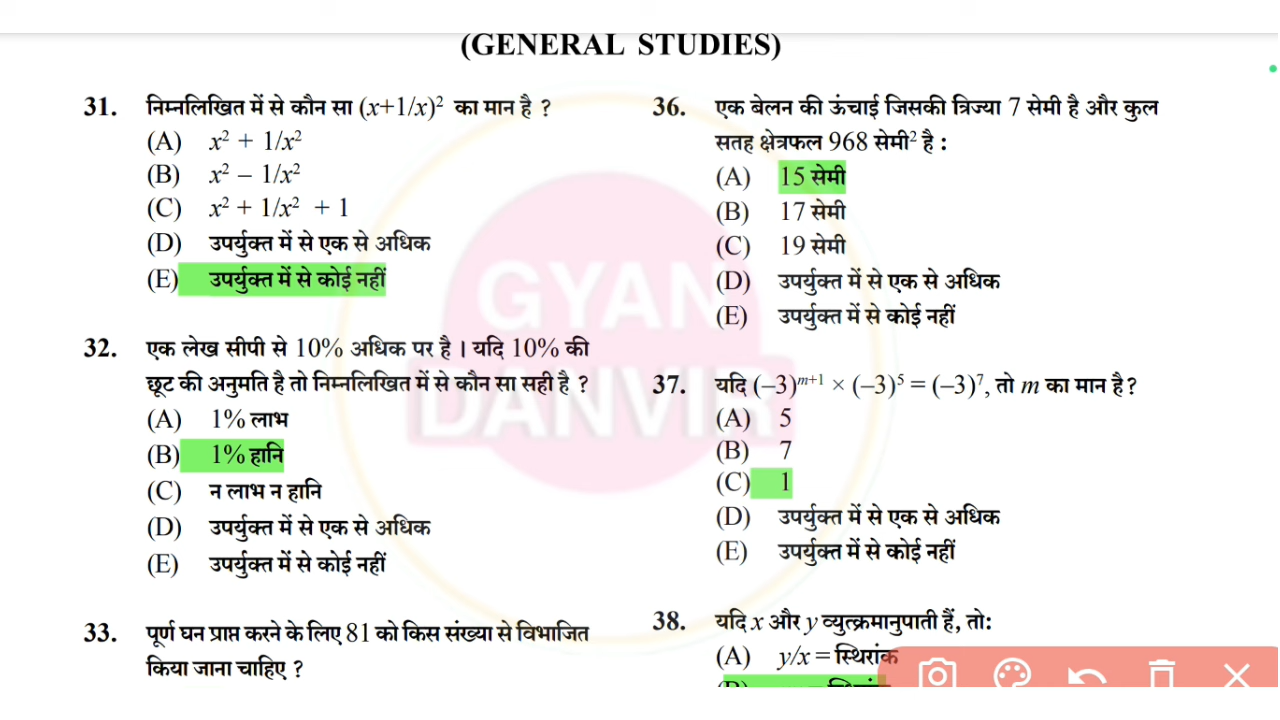 (GENERAL STUDIES)
31. निम्नलिखित में से कौन सा (x+1/x)² का मान है ?
(A) x² + 1/x²
(B) x² – 1/x²
(C) x² + 1/x² + 1
(D) उपर्युक्त में से एक से अधिक
(E) उपर्युक्त में से कोई नहीं
32. एक लेख सीपी से 10% अधिक पर है । यदि 10% की
छूट की अनुमति है तो निम्नलिखित में से कौन सा सही है ?
(A) 1% लाभ
(B) 1% हानि
(C) न लाभ न हानि
(D) उपर्युक्त में से एक से अधिक
(E) उपर्युक्त में से कोई नहीं
33. पूर्ण घन प्राप्त करने के लिए 81 को किस संख्या से विभाजित
किया जाना चाहिए ?
36. एक बेलन की ऊंचाई जिसकी त्रिज्या 7 सेमी है और कुल
सतह क्षेत्रफल 968 सेमी² है :
(A) 15 सेमी
(B) 17 सेमी
(C) 19 सेमी
(D) उपर्युक्त में से एक से अधिक
(E) उपर्युक्त में से कोई नहीं
37. यदि (–3)ᵐ⁺¹ × (–3)⁵ = (–3)⁷, तो m का मान है?
(A) 5
(B) 7
(C) 1
(D) उपर्युक्त में से एक से अधिक
(E) उपर्युक्त में से कोई नहीं
38. यदि x और y व्युत्क्रमानुपाती हैं, तो:
(A) y/x = स्थिरांक
GYAN
DANVIR